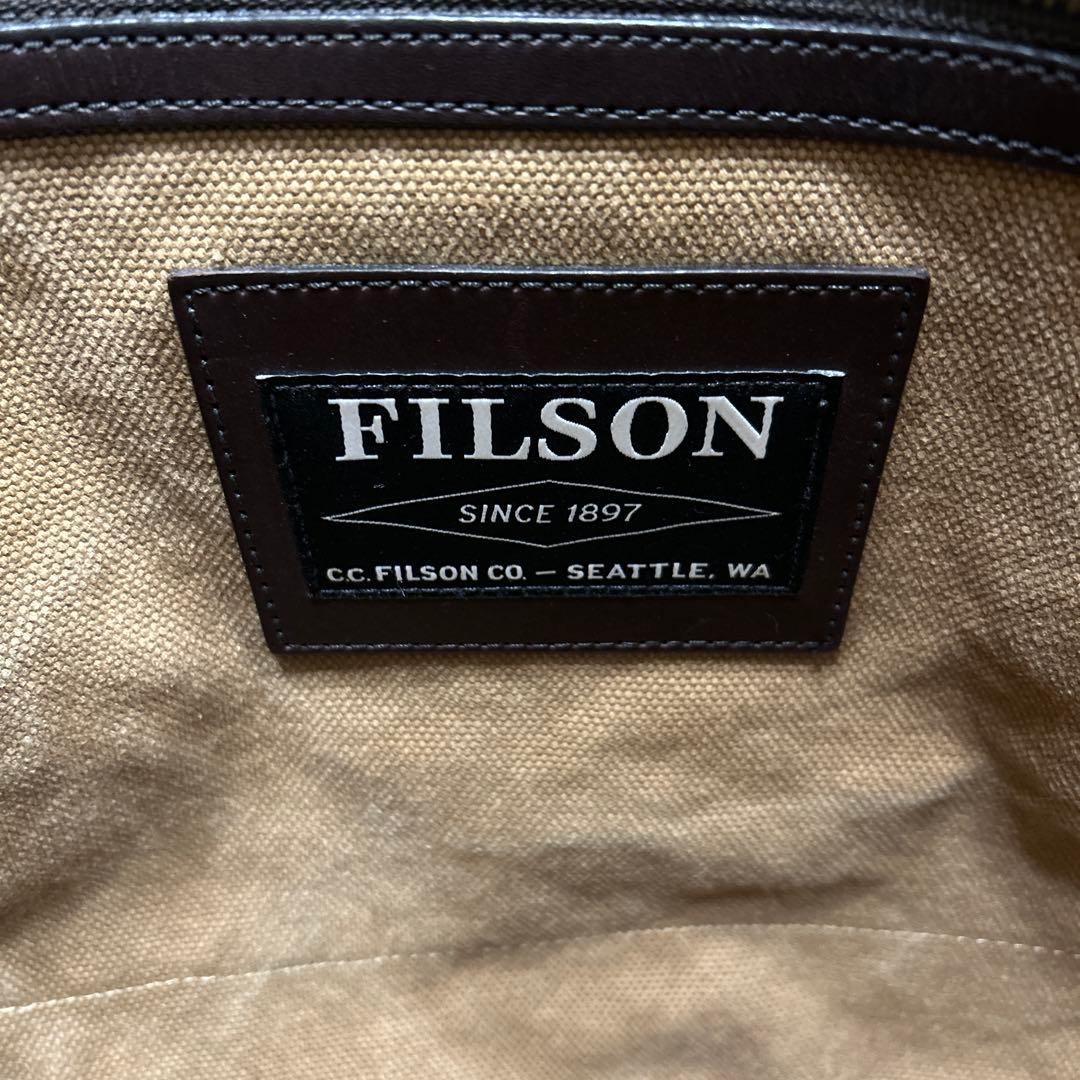 FILSON
SINCE 1897
C.C. FILSON CO. — SEATTLE, WA